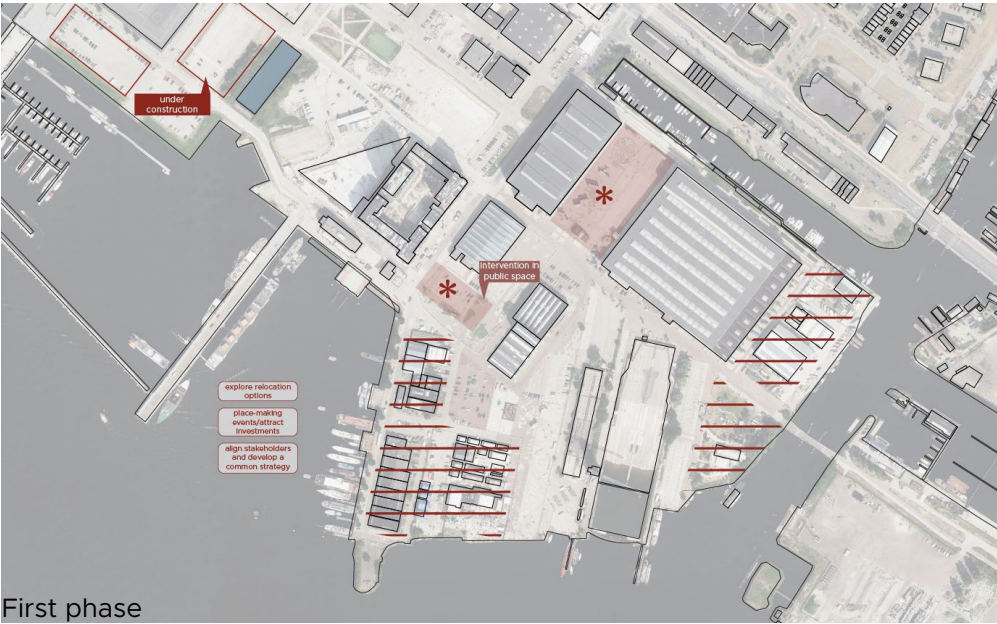 under
construction
intervention in
public space
explore relocation
options
place-making
events/attract
investments
align stakeholders
and develop a
common strategy
First phase